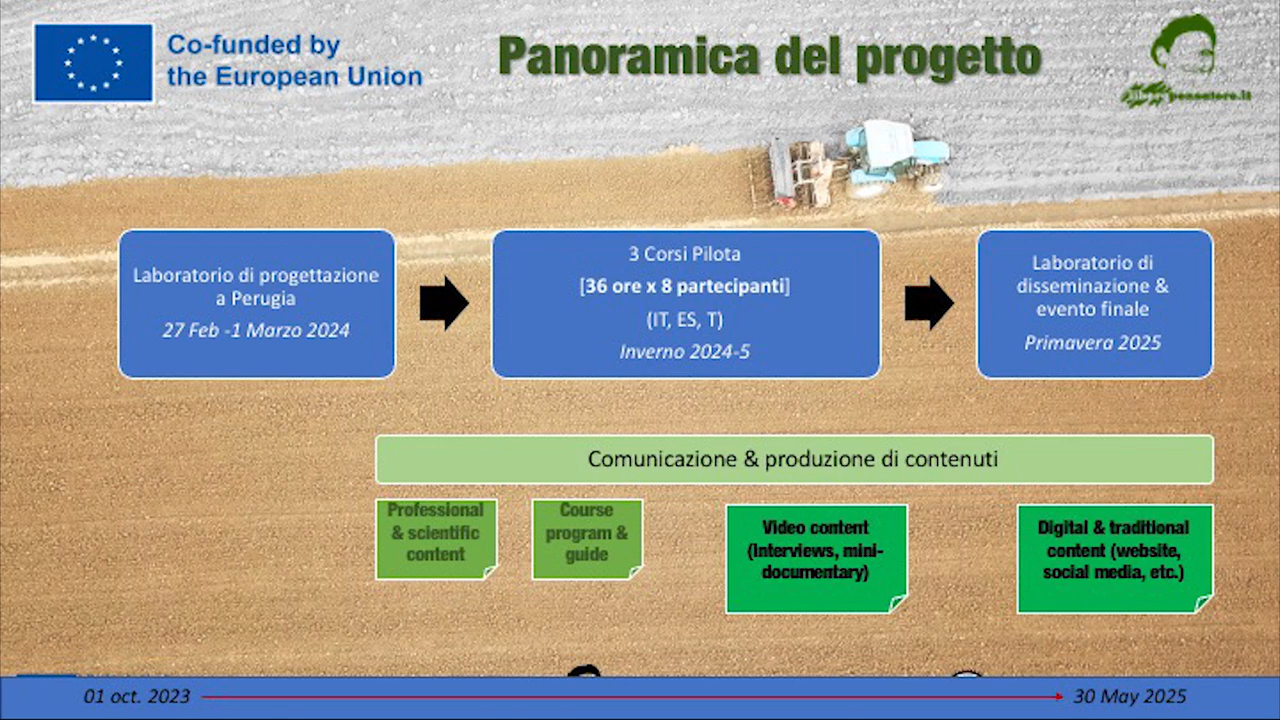 Co-funded by
the European Union
Panoramica del progetto
pensatore.it
Laboratorio di progettazione
a Perugia
27 Feb -1 Marzo 2024
3 Corsi Pilota
[36 ore x 8 partecipanti]
(IT, ES, T)
Inverno 2024-5
Laboratorio di
disseminazione &
evento finale
Primavera 2025
Comunicazione & produzione di contenuti
Professional
& scientific
content
Course
program &
guide
Video content
(Interviews, mini-
documentary)
Digital & traditional
content (website,
social media, etc.)
01 oct. 2023
30 May 2025